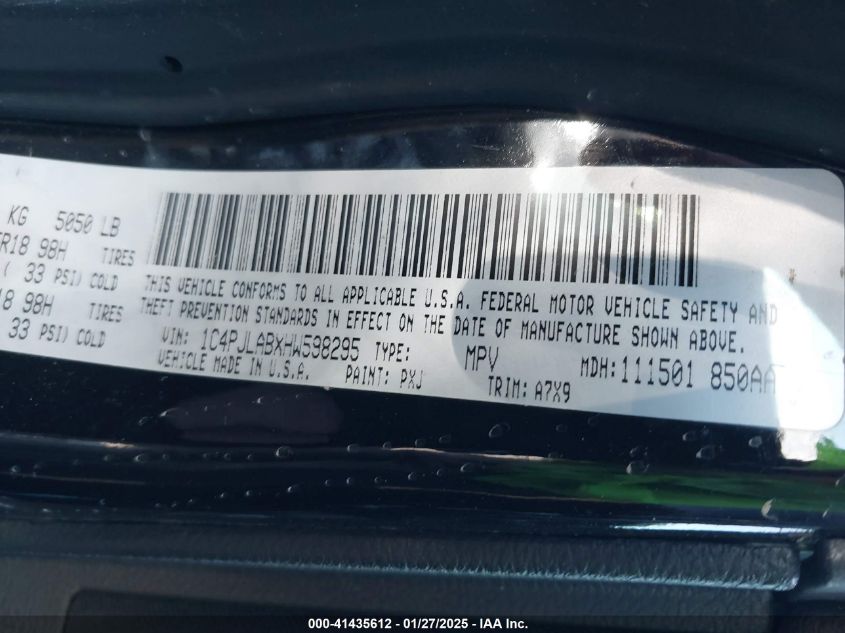 KG 5050 LB
R18 98H TIRES
( 33 PSI) COLD
18 98H TIRES
33 PSI) COLD
THIS VEHICLE CONFORMS TO ALL APPLICABLE U.S.A. FEDERAL MOTOR VEHICLE SAFETY AND
THEFT PREVENTION STANDARDS IN EFFECT ON THE DATE OF MANUFACTURE SHOWN ABOVE.
VIN: 1C4PJLABXHW598295 TYPE: MPV MDH:111501 850AA
VEHICLE MADE IN U.S.A. PAINT: PXJ TRIM: A7X9
000-41435612 — 01/27/2025 — IAA Inc.